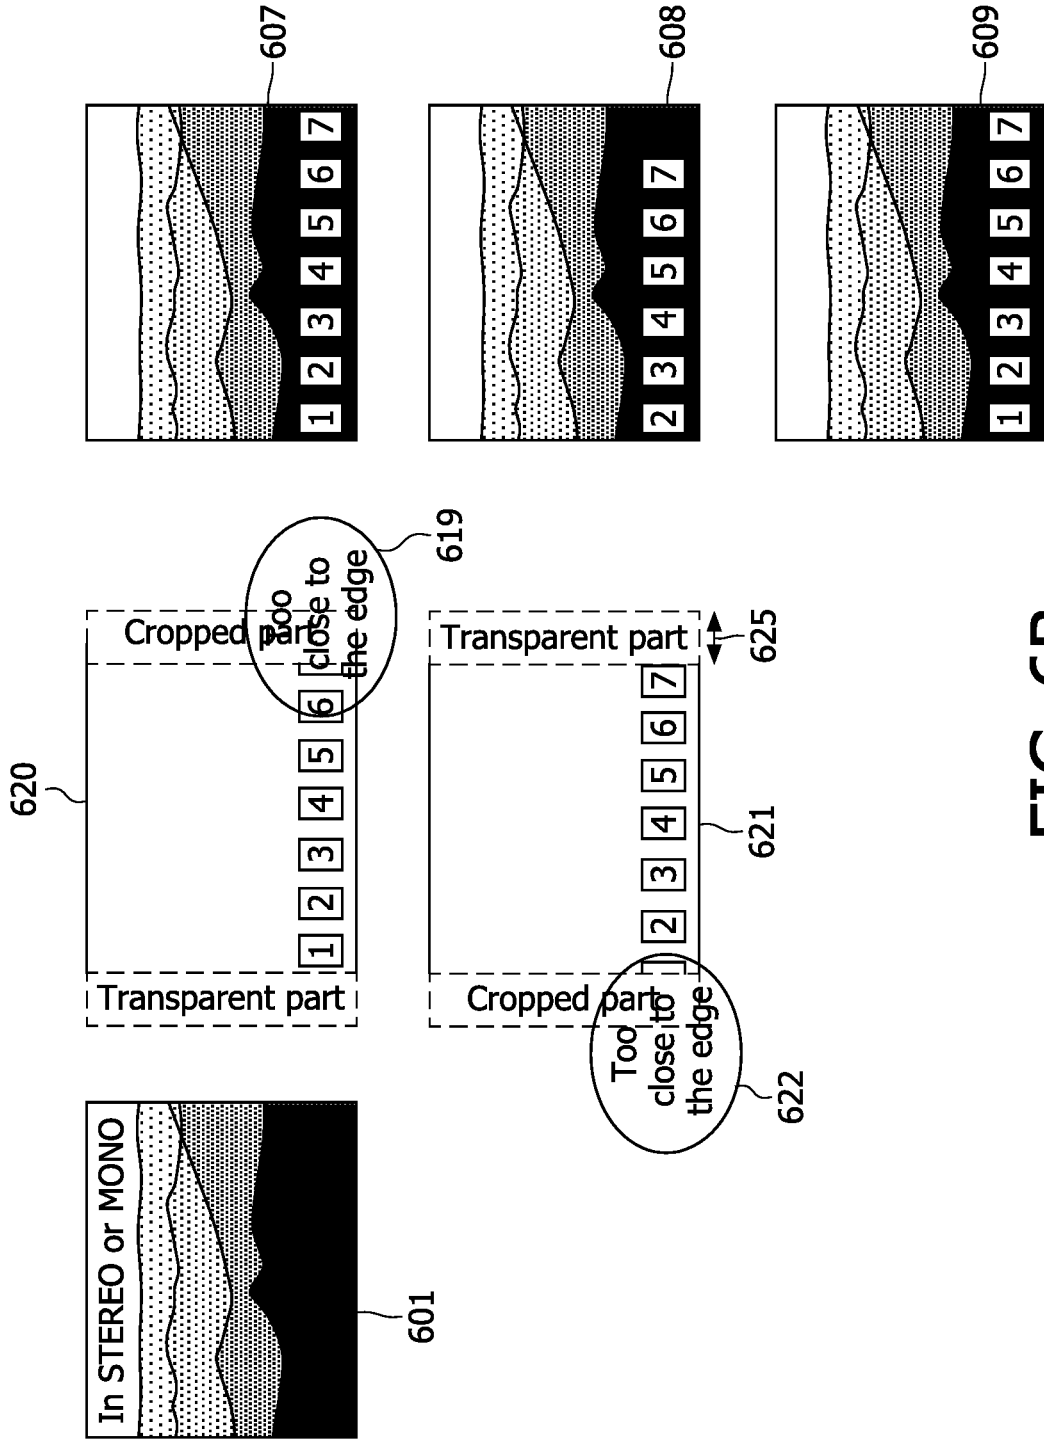 620
In STEREO or MONO
Transparent part
Cropped part
Too
close to
the edge
1 2 3 4 5 6
1 2 3 4 5 6 7
607
601
619
Cropped part
Transparent part
Too
close to
the edge
2 3 4 5 6 7
2 3 4 5 6 7
608
622
621
625
1 2 3 4 5 6 7
609